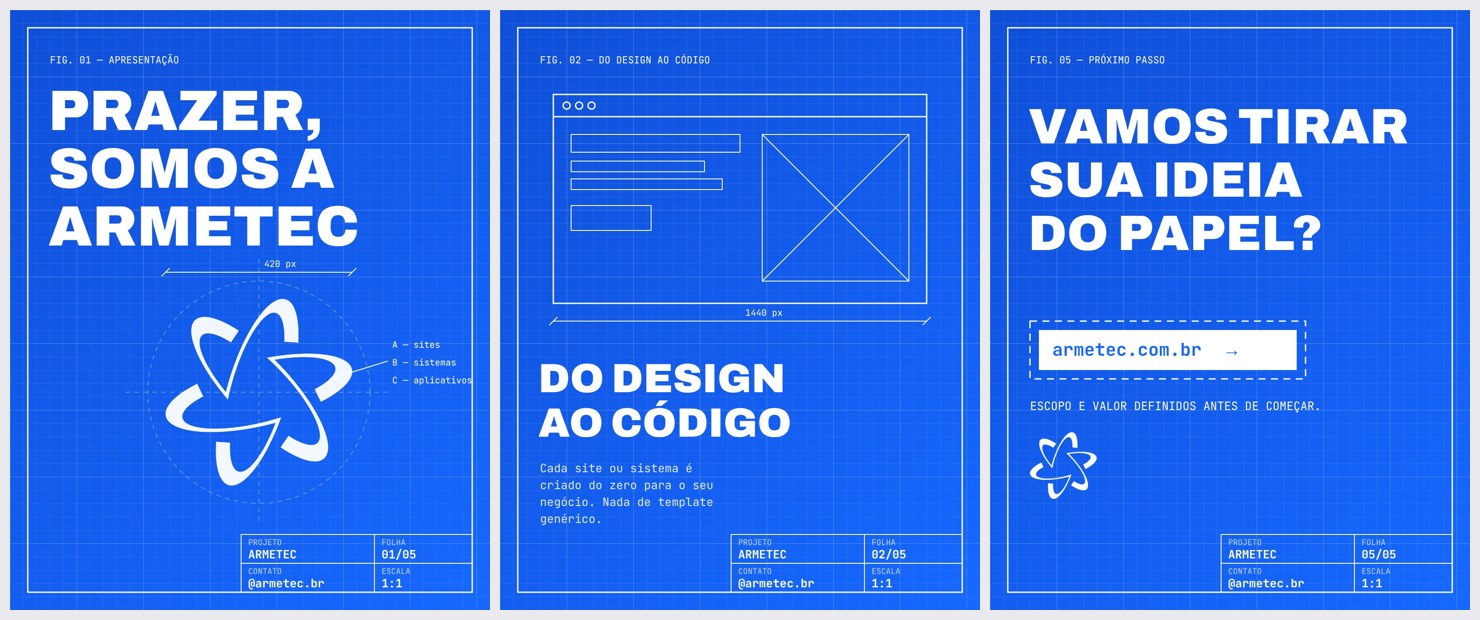 FIG. 01 — APRESENTAÇÃO
PRAZER,
SOMOS A
ARMETEC
420 px
A — sites
B — sistemas
C — aplicativos
PROJETO
ARMETEC
FOLHA
01/05
CONTATO
@armetec.br
ESCALA
1:1
FIG. 02 — DO DESIGN AO CÓDIGO
1440 px
DO DESIGN
AO CÓDIGO
Cada site ou sistema é
criado do zero para o seu
negócio. Nada de template
genérico.
PROJETO
ARMETEC
FOLHA
02/05
CONTATO
@armetec.br
ESCALA
1:1
FIG. 05 — PRÓXIMO PASSO
VAMOS TIRAR
SUA IDEIA
DO PAPEL?
armetec.com.br →
ESCOPO E VALOR DEFINIDOS ANTES DE COMEÇAR.
PROJETO
ARMETEC
FOLHA
05/05
CONTATO
@armetec.br
ESCALA
1:1